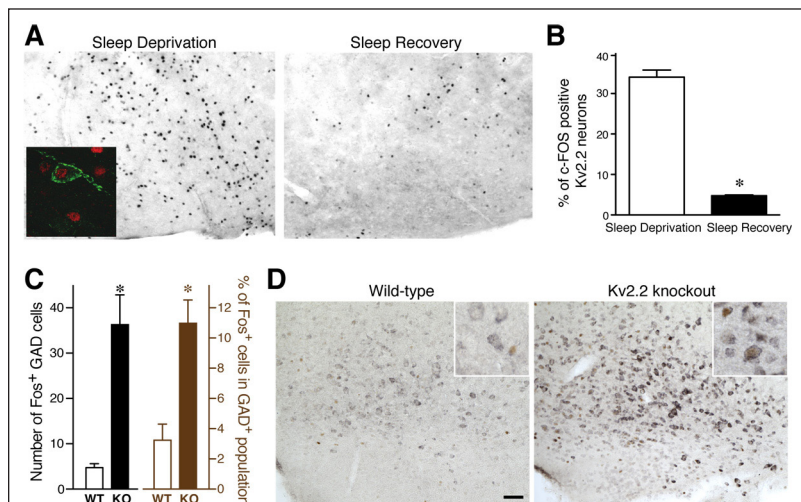 A
Sleep Deprivation
Sleep Recovery
B
% of c-FOS positive
Kv2.2 neurons
40
30
20
10
0
*
Sleep Deprivation
Sleep Recovery
C
Number of Fos+ GAD cells
40
30
20
10
0
*
*
12
10
8
6
4
2
0
% of Fos+ cells in GAD+ population
WT
KO
WT
KO
D
Wild-type
Kv2.2 knockout